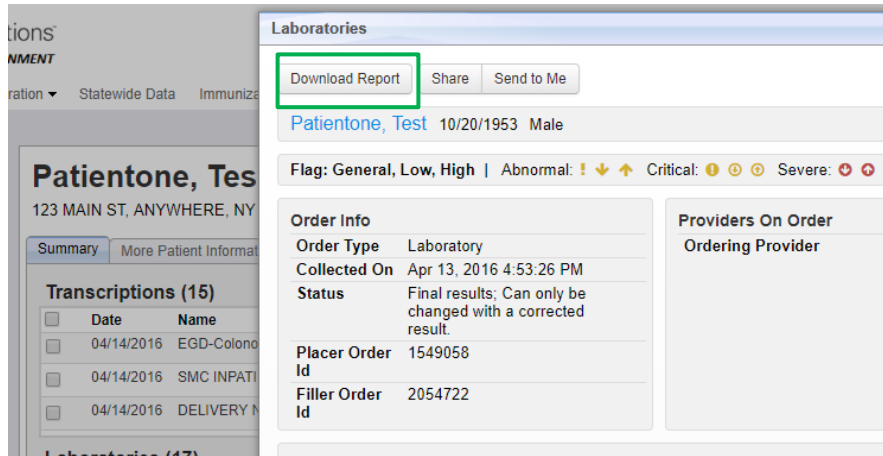 tions
NMENT
ration Statewide Data Immuniza
Patientone, Tes
123 MAIN ST, ANYWHERE, NY
Summary More Patient Informat
Transcriptions (15)
Date Name
04/14/2016 EGD-Colono
04/14/2016 SMC INPATI
04/14/2016 DELIVERY N
Laboratories (17)
Laboratories
Download Report Share Send to Me
Patientone, Test 10/20/1953 Male
Flag: General, Low, High | Abnormal: ! Critical: Severe:
Order Info
Order Type Laboratory
Collected On Apr 13, 2016 4:53:26 PM
Status Final results; Can only be
changed with a corrected
result.
Placer Order 1549058
Id
Filler Order 2054722
Id
Providers On Order
Ordering Provider